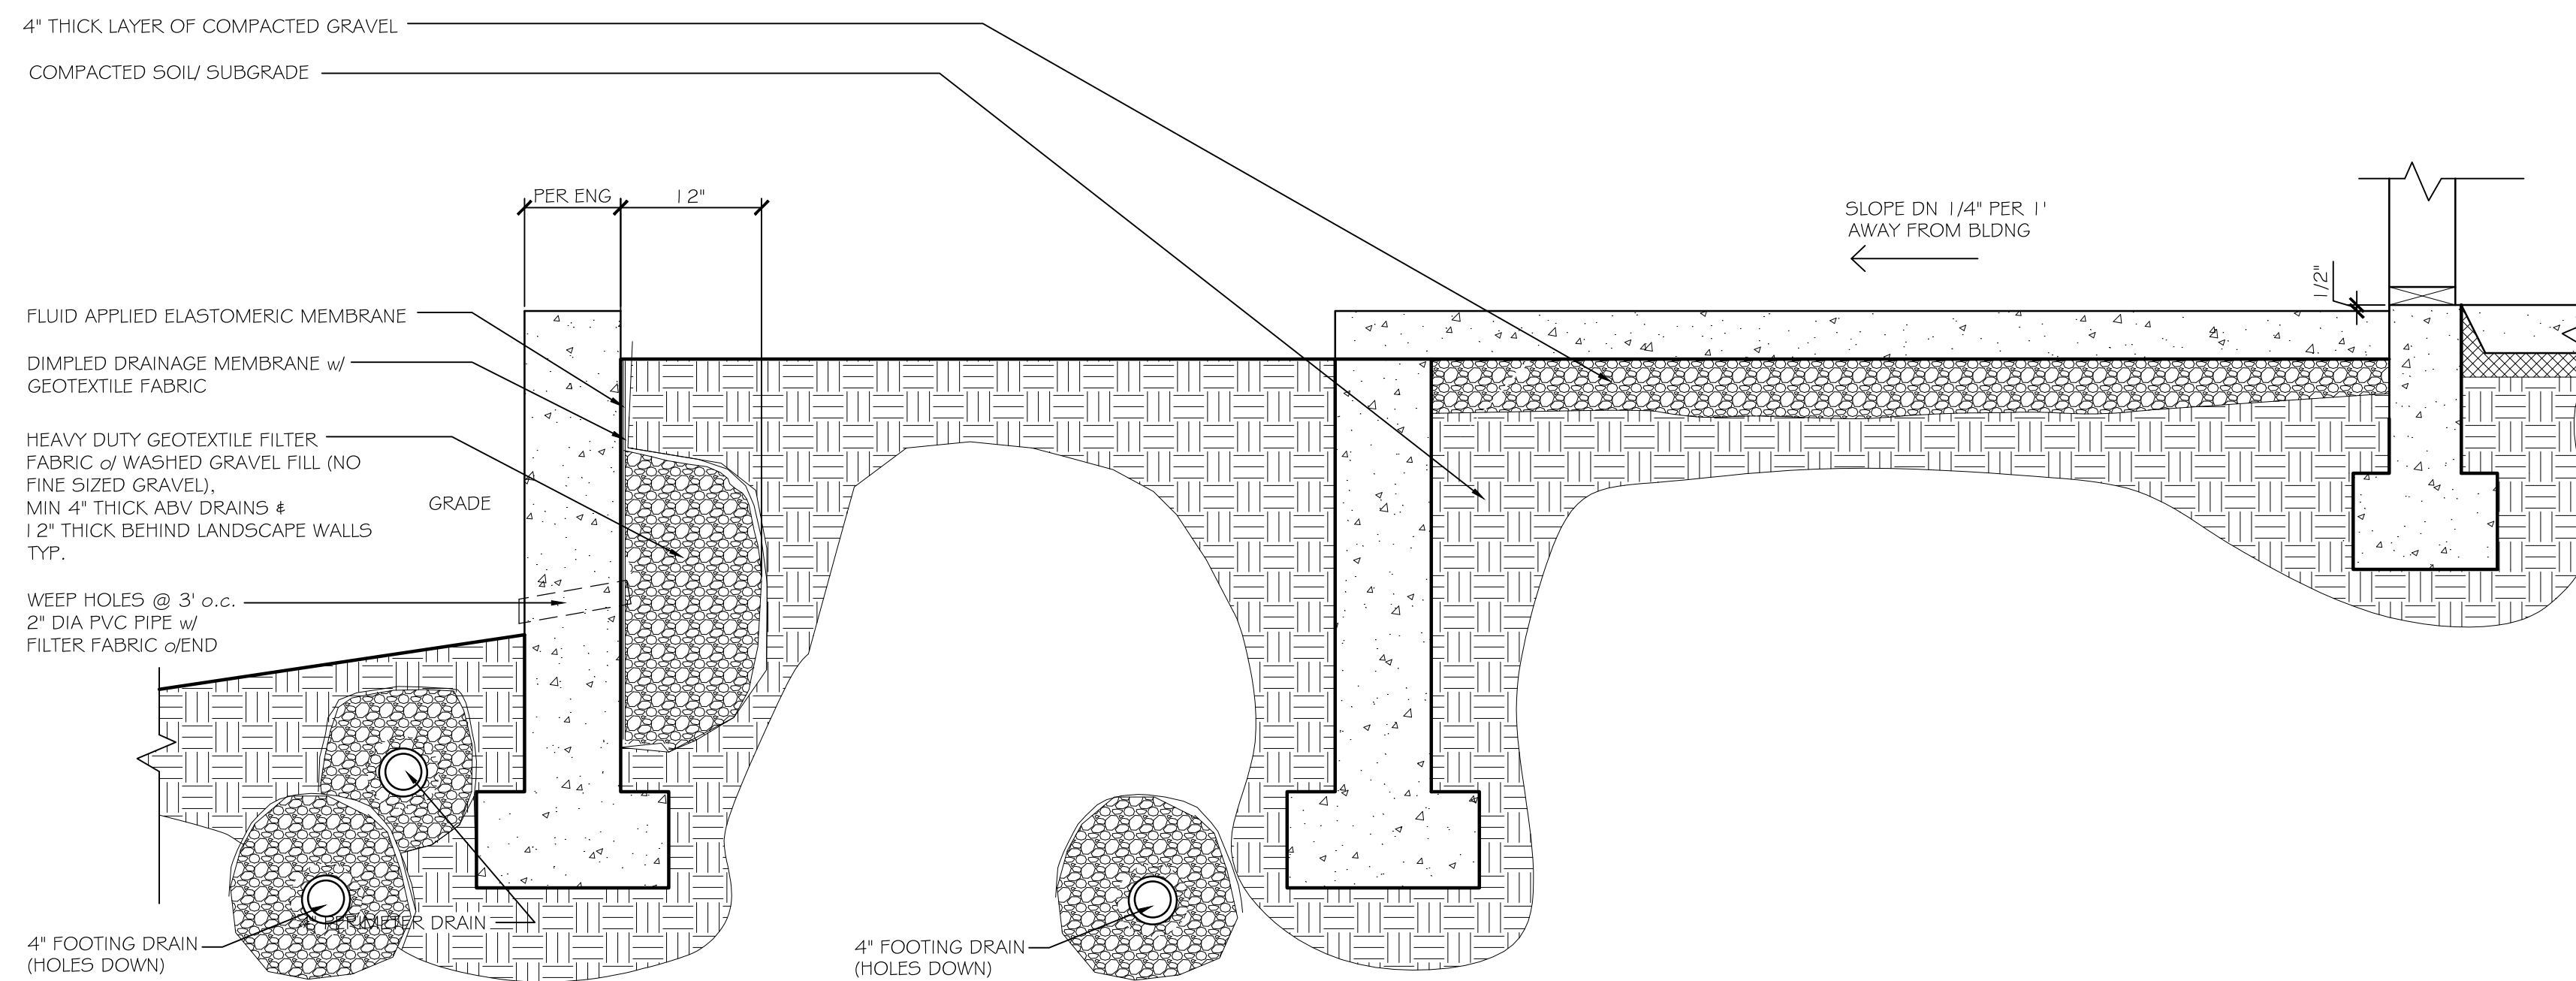 4" THICK LAYER OF COMPACTED GRAVEL
COMPACTED SOIL/ SUBGRADE
PER ENG
12"
SLOPE DN 1/4" PER 1'
AWAY FROM BLDNG
1/2"
FLUID APPLIED ELASTOMERIC MEMBRANE
DIMPLED DRAINAGE MEMBRANE w/
GEOTEXTILE FABRIC
HEAVY DUTY GEOTEXTILE FILTER
FABRIC o/ WASHED GRAVEL FILL (NO
FINE SIZED GRAVEL),
MIN 4" THICK ABV DRAINS &
12" THICK BEHIND LANDSCAPE WALLS
TYP.
GRADE
WEEP HOLES @ 3' o.c.
2" DIA PVC PIPE w/
FILTER FABRIC o/END
4" PERIMETER DRAIN
4" FOOTING DRAIN
(HOLES DOWN)
4" FOOTING DRAIN
(HOLES DOWN)